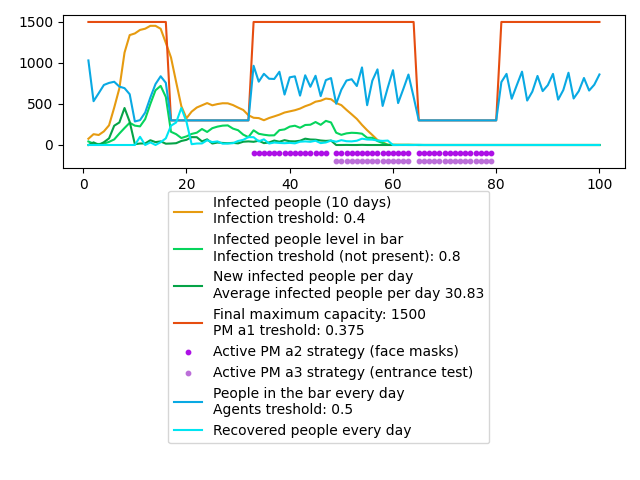 1500
1000
500
0
0 20 40 60 80 100
Infected people (10 days)
Infection treshold: 0.4
Infected people level in bar
Infection treshold (not present): 0.8
New infected people per day
Average infected people per day 30.83
Final maximum capacity: 1500
PM a1 treshold: 0.375
Active PM a2 strategy (face masks)
Active PM a3 strategy (entrance test)
People in the bar every day
Agents treshold: 0.5
Recovered people every day